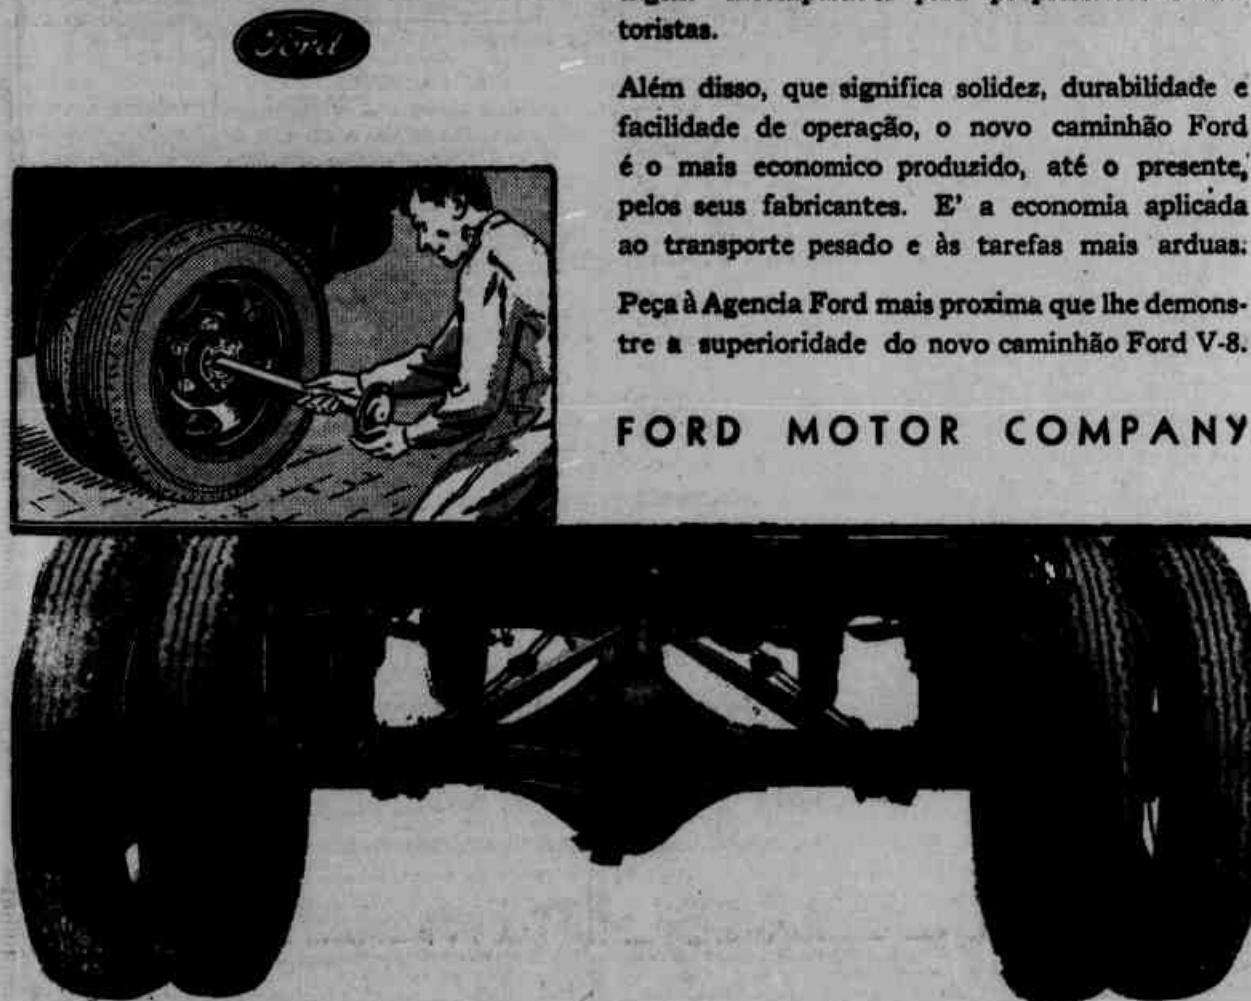 Ford
toristas.
Além disso, que significa solidez, durabilidade e
facilidade de operação, o novo caminhão Ford
é o mais economico produzido, até o presente,
pelos seus fabricantes. E' a economia aplicada
ao transporte pesado e às tarefas mais arduas.
Peça à Agencia Ford mais proxima que lhe demons-
tre a superioridade do novo caminhão Ford V-8.
FORD MOTOR COMPANY